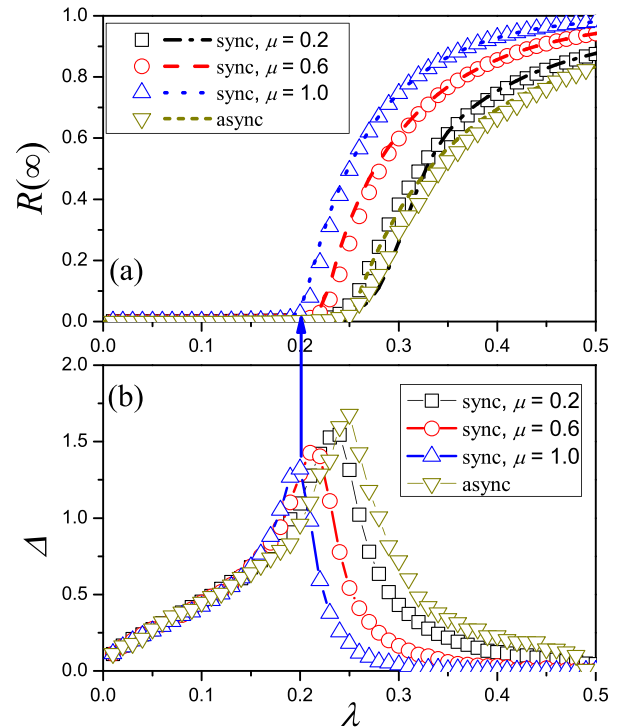 1.0
0.8
0.6
0.4
0.2
0.0
R(∞)
sync, μ = 0.2
sync, μ = 0.6
sync, μ = 1.0
async
(a)
0.0 0.1 0.2 0.3 0.4 0.5
2.0
1.5
1.0
0.5
0.0
Δ
(b)
sync, μ = 0.2
sync, μ = 0.6
sync, μ = 1.0
async
0.0 0.1 0.2 0.3 0.4 0.5
λ